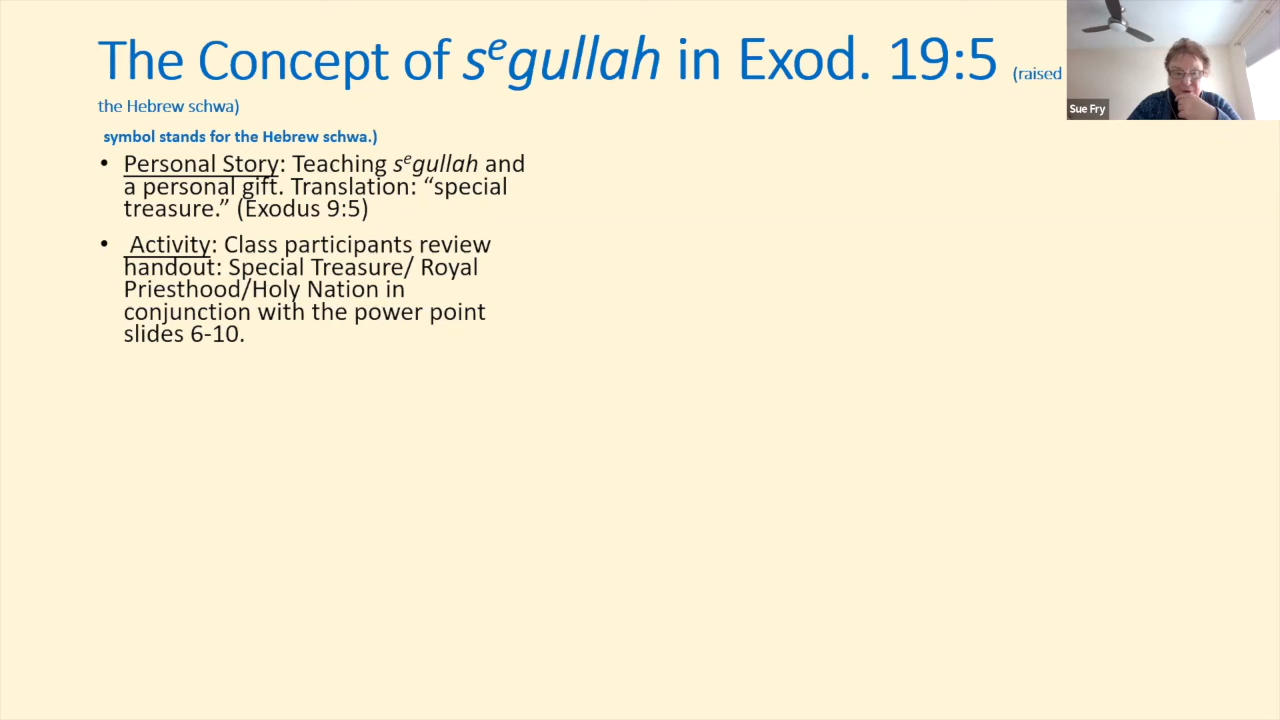 The Concept of sᵉgullah in Exod. 19:5 (raised
the Hebrew schwa)
symbol stands for the Hebrew schwa.)
• Personal Story: Teaching sᵉgullah and
a personal gift. Translation: “special
treasure.” (Exodus 9:5)
• Activity: Class participants review
handout: Special Treasure/ Royal
Priesthood/Holy Nation in
conjunction with the power point
slides 6-10.
Sue Fry